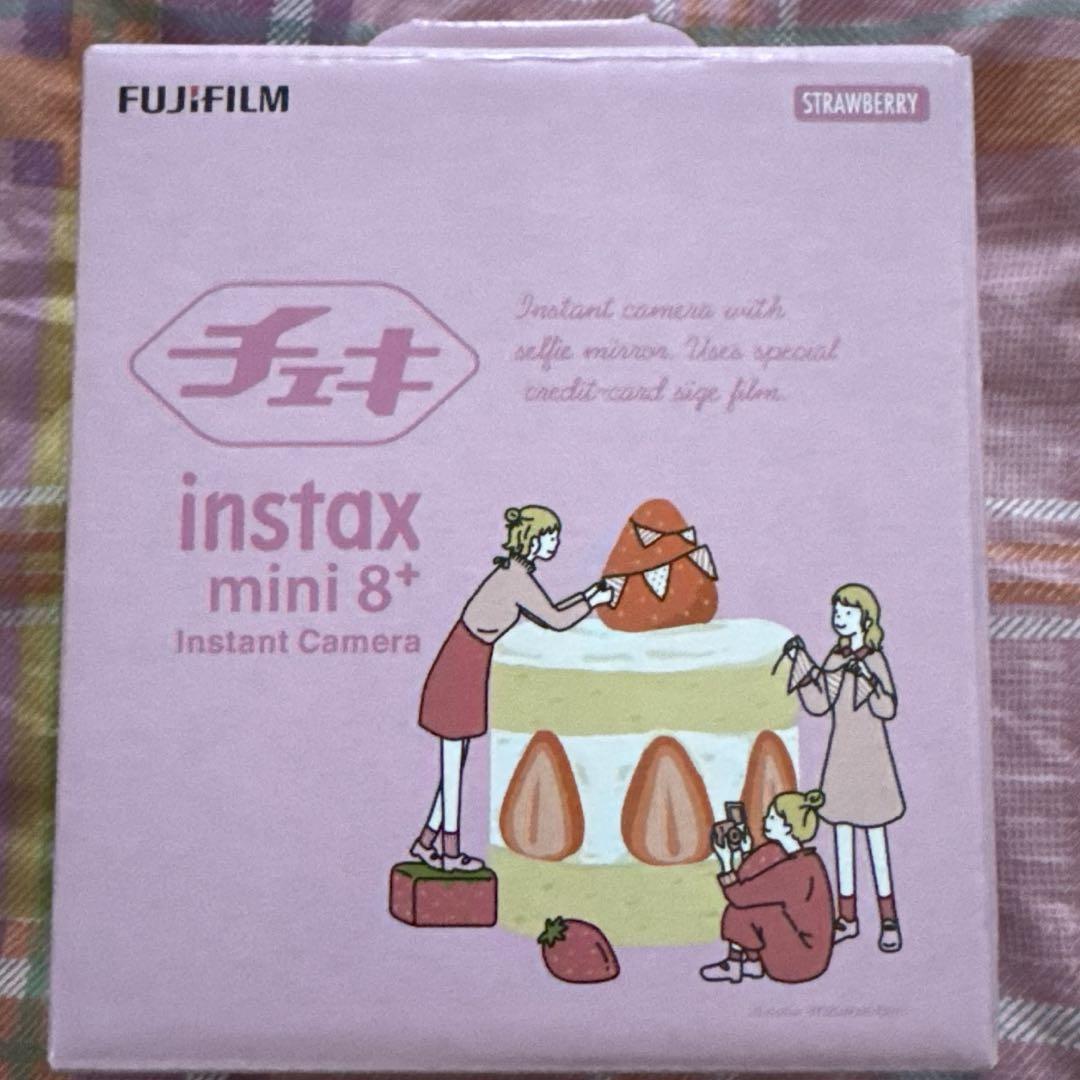 FUJIFILM
STRAWBERRY
チェキ
Instant camera with
selfie mirror. Uses special
credit-card size film.
instax
mini 8+
Instant Camera